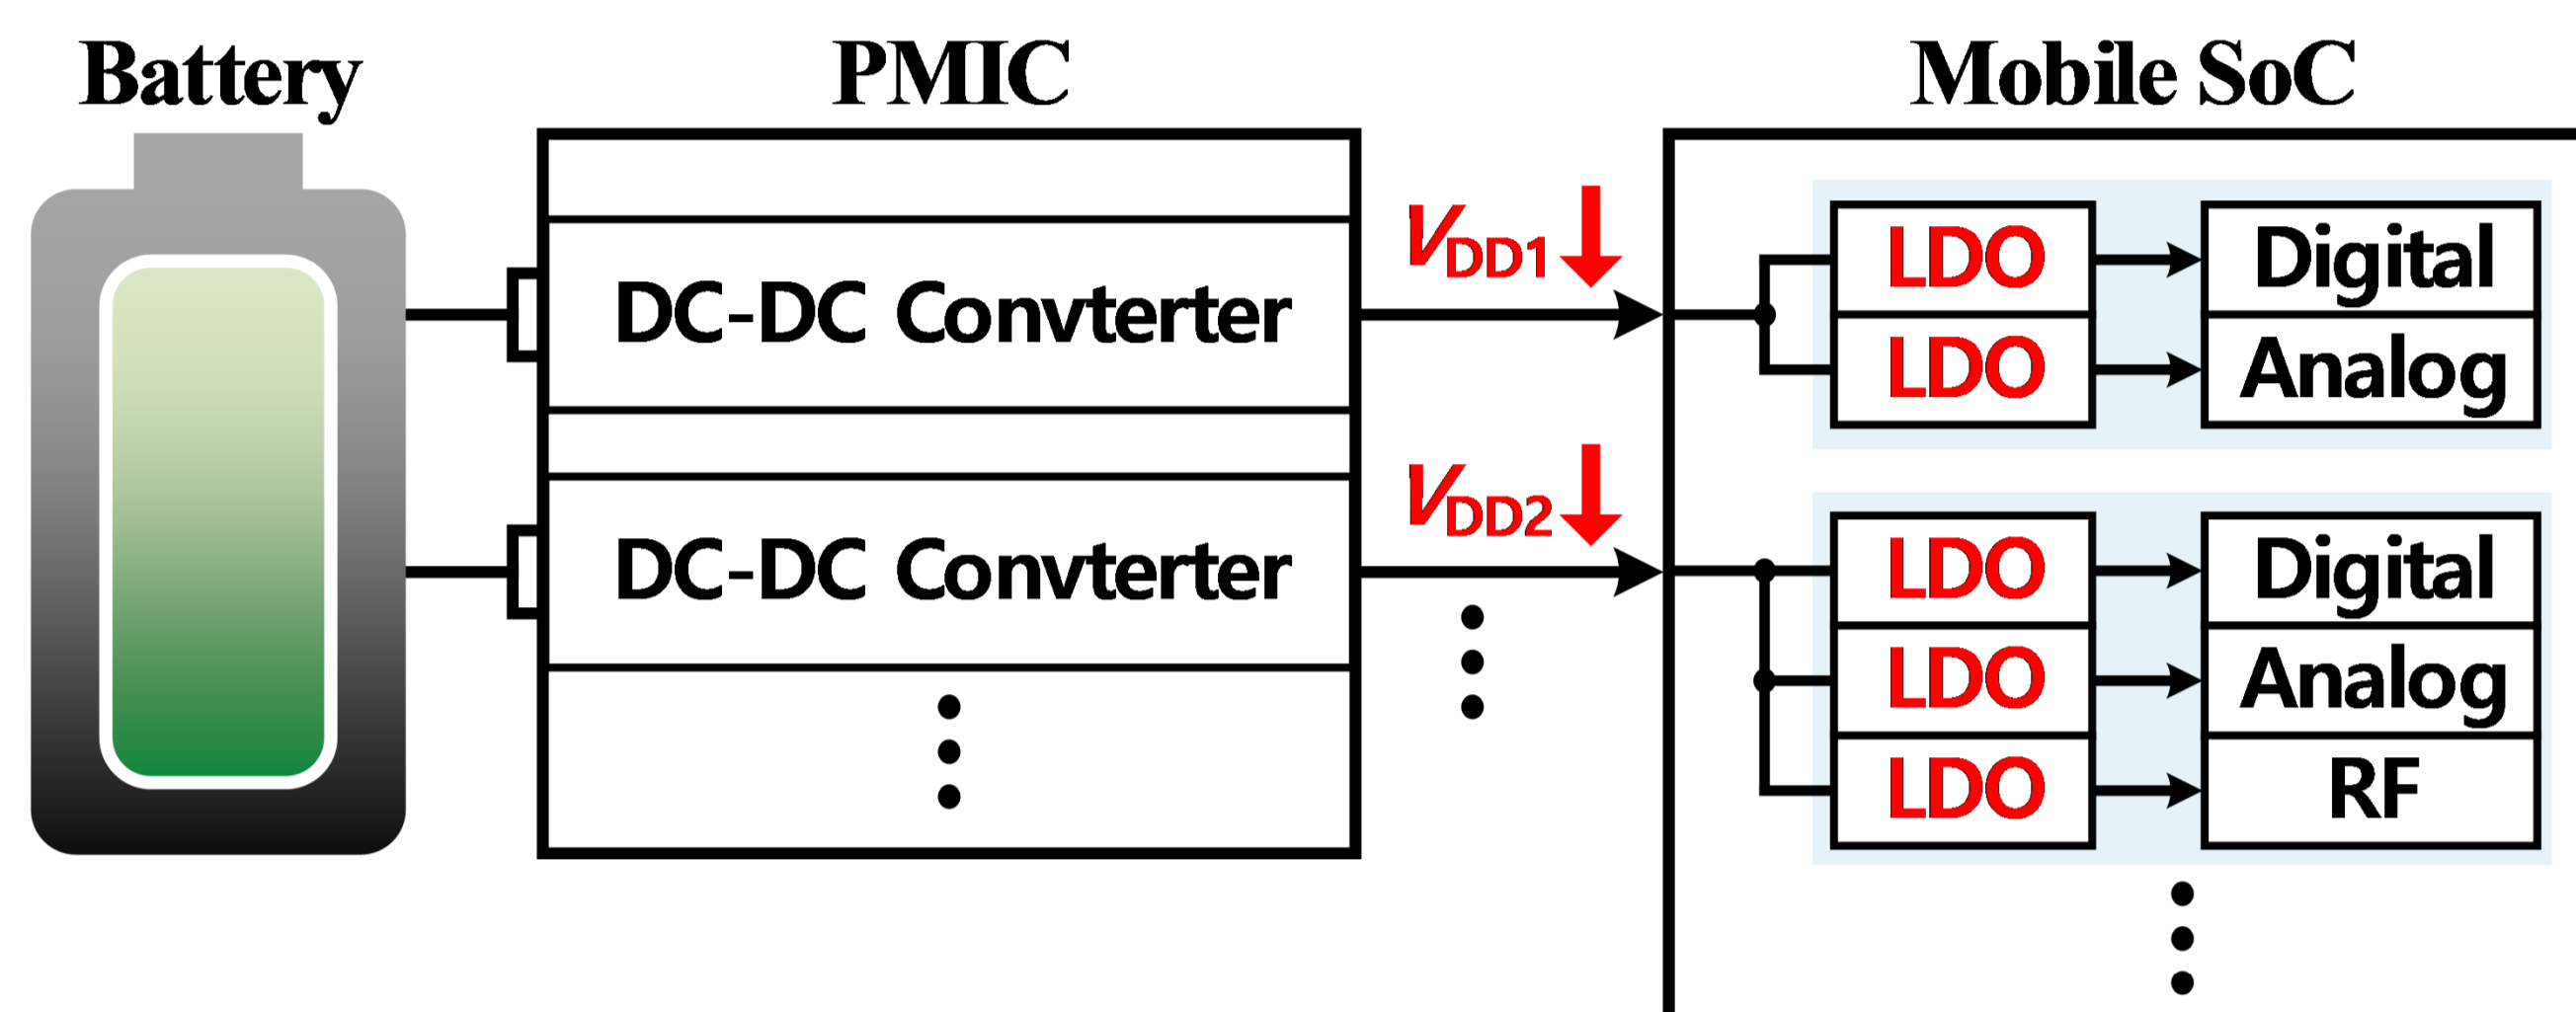 Battery
PMIC
Mobile SoC
DC-DC Convterter
VDD1
LDO
Digital
LDO
Analog
DC-DC Convterter
VDD2
LDO
Digital
LDO
Analog
LDO
RF